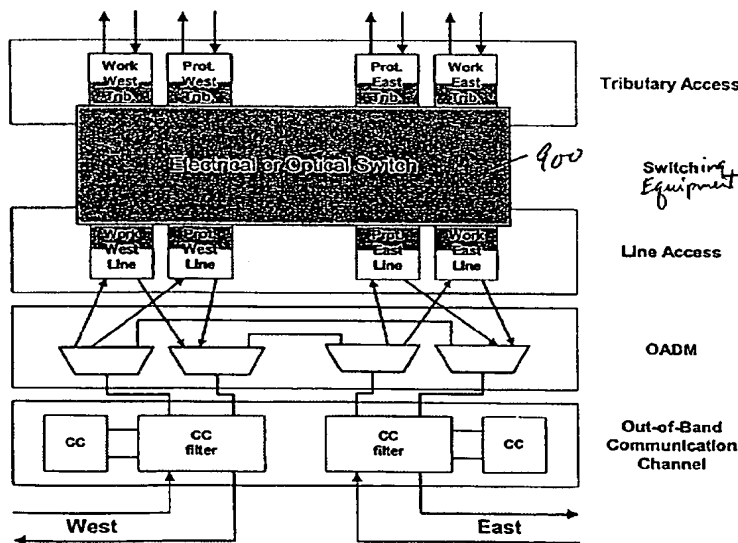 Work West Trib.
Prot. West Trib.
Prot. East Trib.
Work East Trib.
Tributary Access
Electrical or Optical Switch
900
Switching Equipment
Work West Line
Prot. West Line
Prot. East Line
Work East Line
Line Access
OADM
CC
CC filter
CC filter
CC
Out-of-Band Communication Channel
West
East